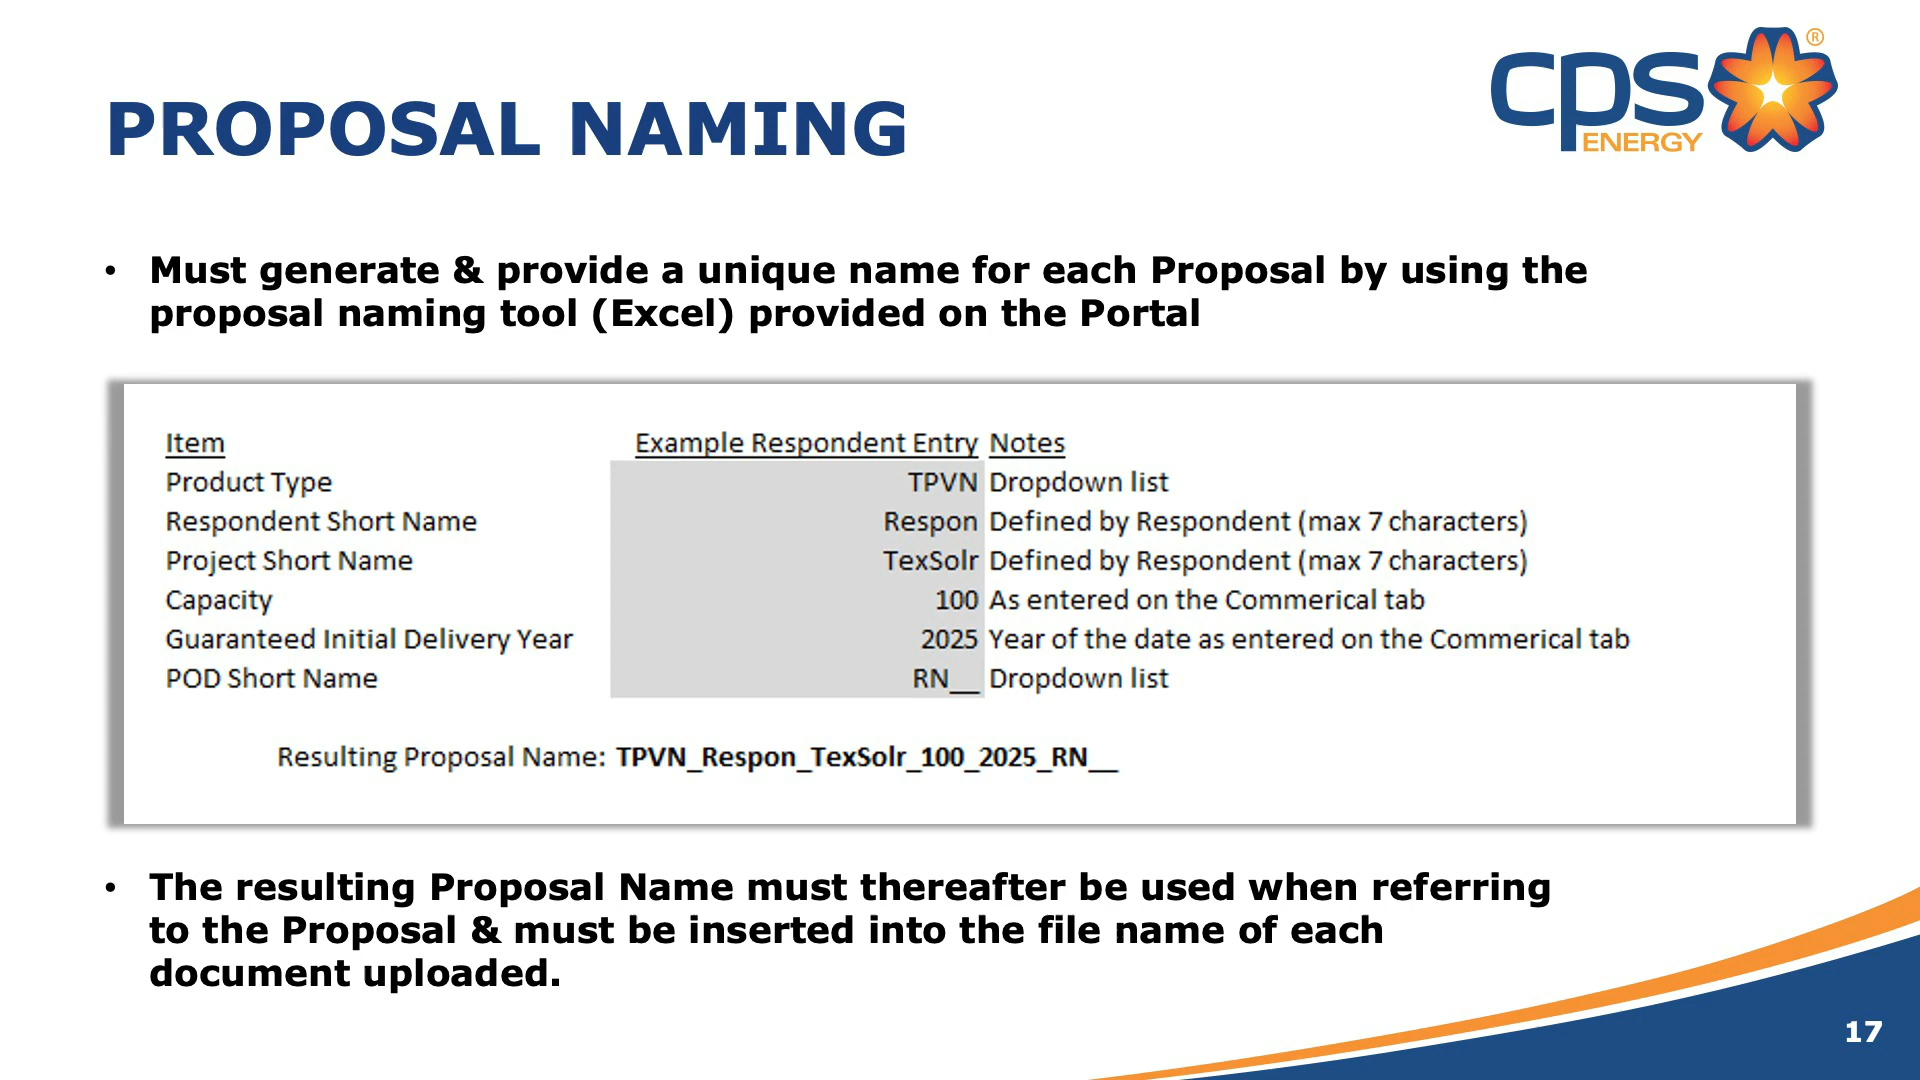 cps
ENERGY
®
PROPOSAL NAMING
• Must generate & provide a unique name for each Proposal by using the
proposal naming tool (Excel) provided on the Portal
Item Example Respondent Entry Notes
Product Type TPVN Dropdown list
Respondent Short Name Respon Defined by Respondent (max 7 characters)
Project Short Name TexSolr Defined by Respondent (max 7 characters)
Capacity 100 As entered on the Commerical tab
Guaranteed Initial Delivery Year 2025 Year of the date as entered on the Commerical tab
POD Short Name RN__ Dropdown list
Resulting Proposal Name: TPVN_Respon_TexSolr_100_2025_RN__
• The resulting Proposal Name must thereafter be used when referring
to the Proposal & must be inserted into the file name of each
document uploaded.
17